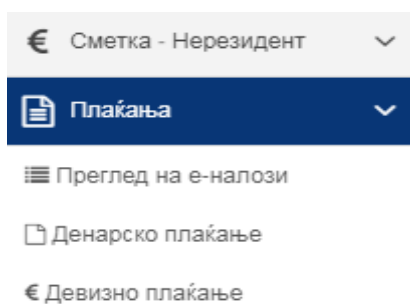 € Сметка - Нерезидент
Плаќања
Преглед на е-налози
Денарско плаќање
€ Девизно плаќање